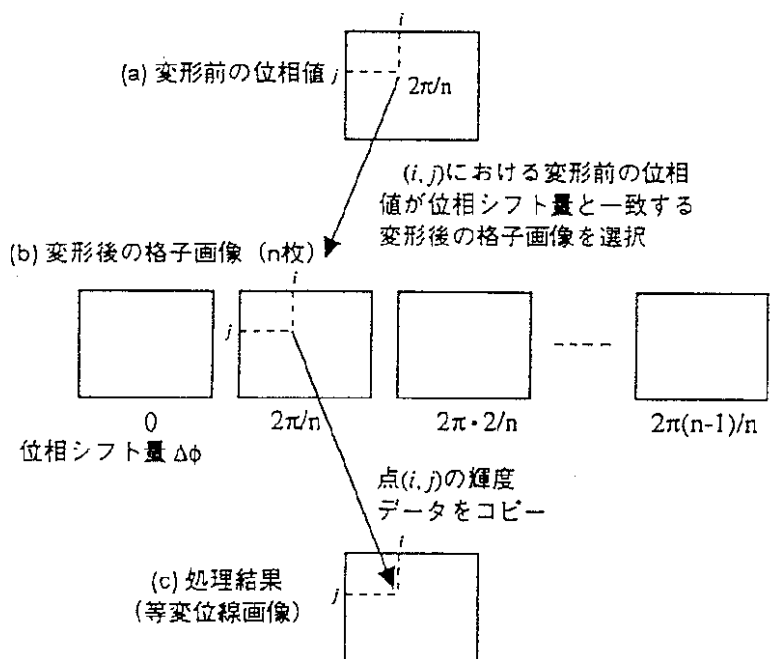 i
(a) 変形前の位相値 j
2π/n
(i, j)における変形前の位相
値が位相シフト量と一致する
変形後の格子画像を選択
(b) 変形後の格子画像（n枚）
i
j
0 2π/n 2π・2/n 2π(n-1)/n
位相シフト量 Δϕ
点(i, j)の輝度
データをコピー
i
(c) 処理結果 j
（等変位線画像）